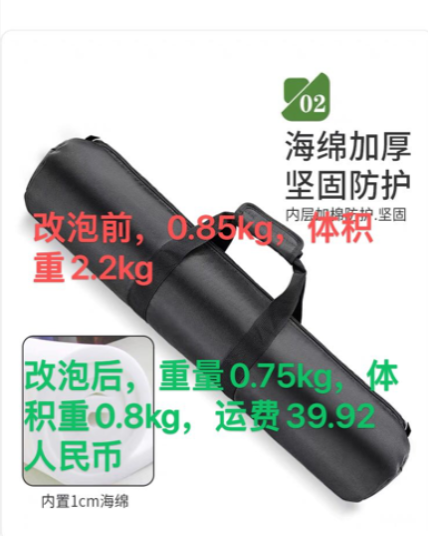 02
海绵加厚
坚固防护
内层加棉防护.坚固
改泡前，0.85kg，体积
重2.2kg
改泡后，重量0.75kg，体
积重0.8kg，运费39.92
人民币
内置1cm海绵